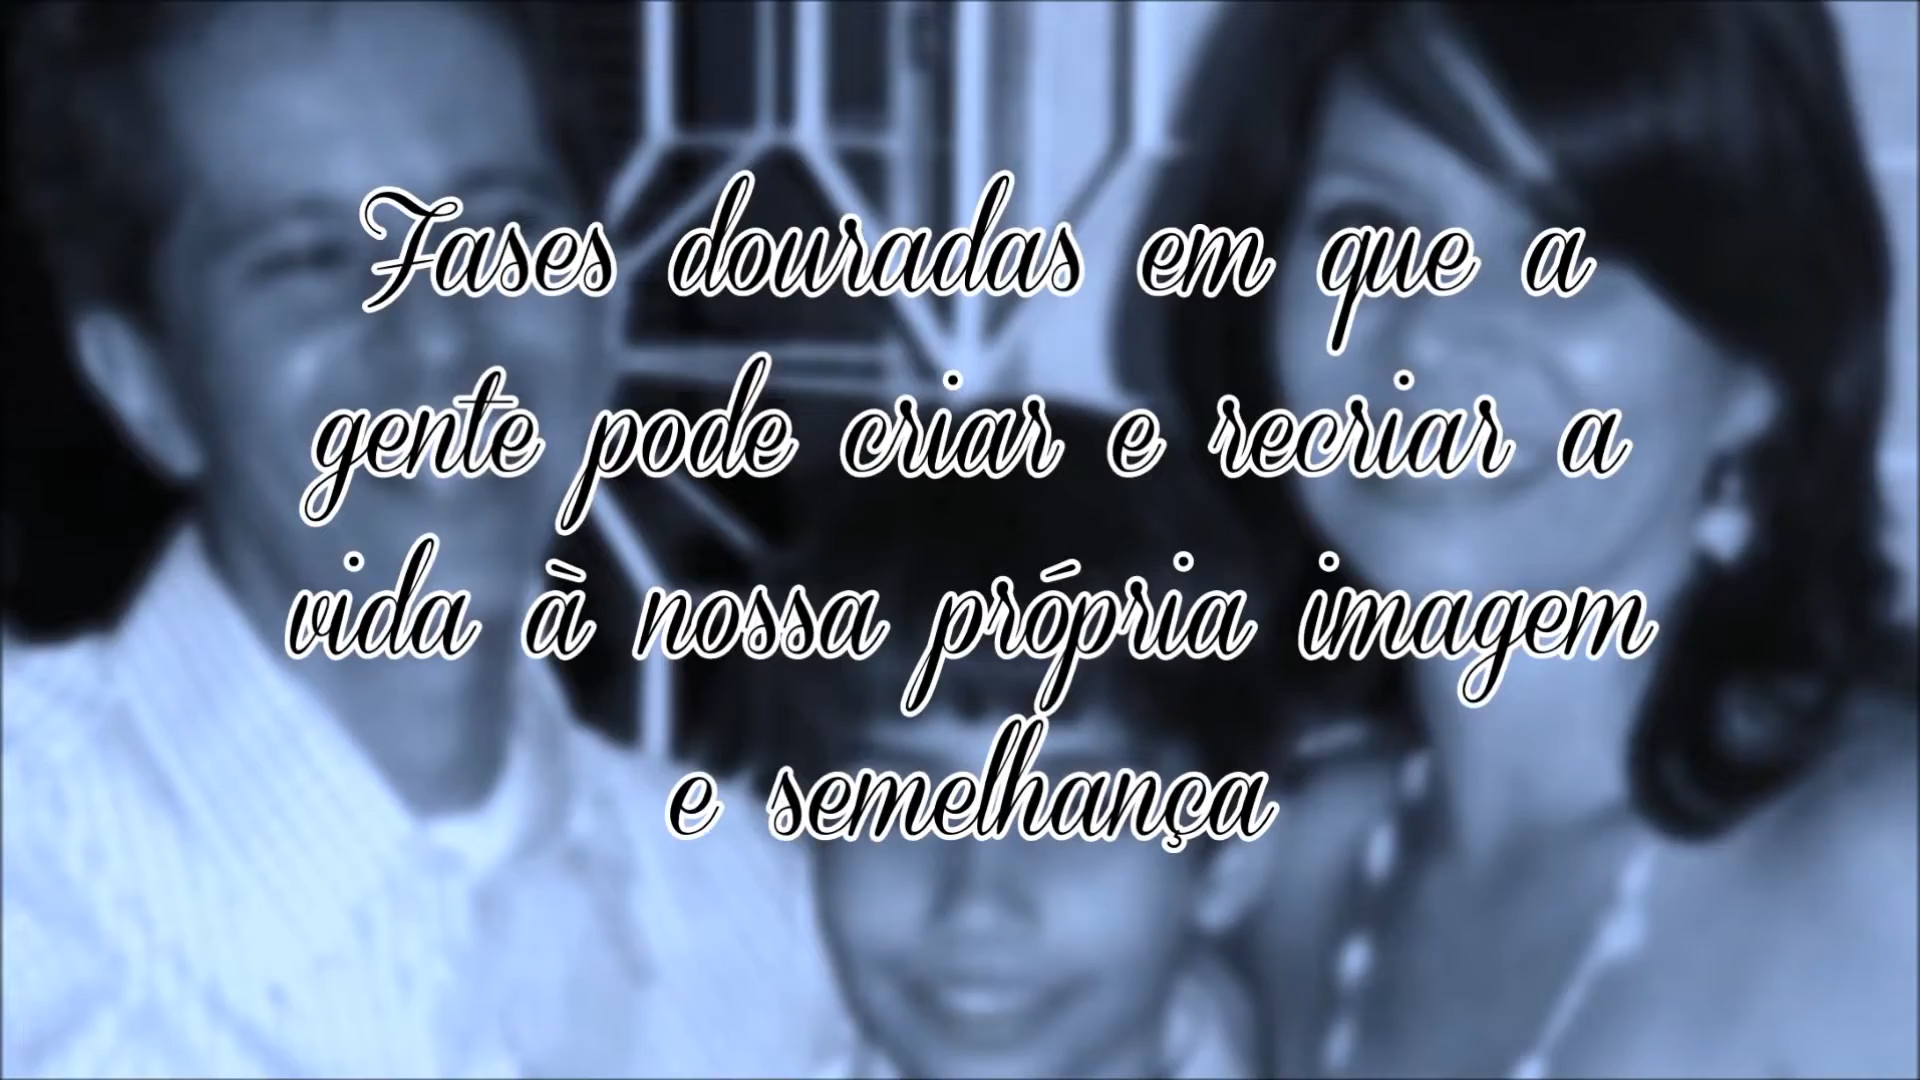 Fases douradas em que a
gente pode criar e recriar a
vida à nossa própria imagem
e semelhança